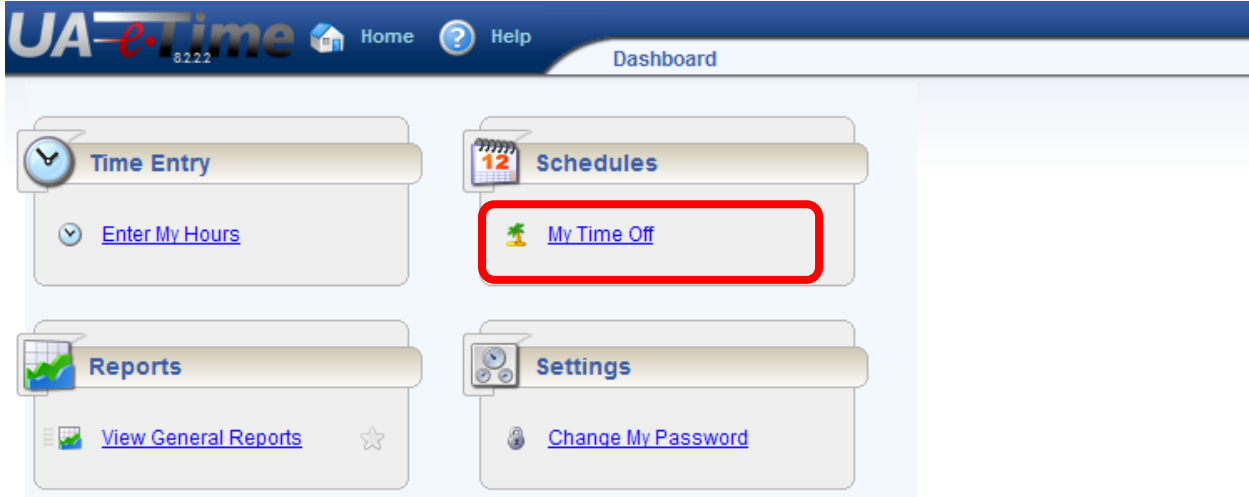 UA-e-Time
8.2.2.2
Home
Help
Dashboard
Time Entry
Enter My Hours
12
Schedules
My Time Off
Reports
View General Reports
Settings
Change My Password